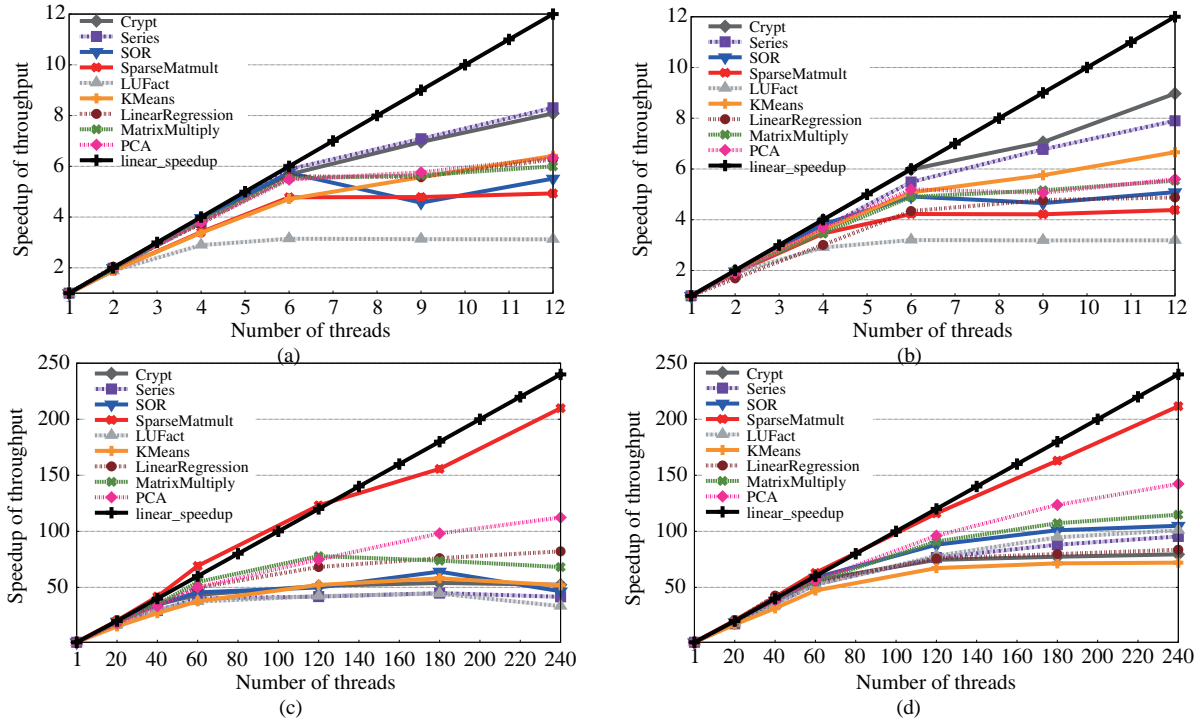 12
10
8
6
4
2
Speedup of throughput
Crypt
Series
SOR
SparseMatmult
LUFact
KMeans
LinearRegression
MatrixMultiply
PCA
linear_speedup
1 2 3 4 5 6 7 8 9 10 11 12
Number of threads
(a)
12
10
8
6
4
2
Speedup of throughput
Crypt
Series
SOR
SparseMatmult
LUFact
KMeans
LinearRegression
MatrixMultiply
PCA
linear_speedup
1 2 3 4 5 6 7 8 9 10 11 12
Number of threads
(b)
250
200
150
100
50
Speedup of throughput
Crypt
Series
SOR
SparseMatmult
LUFact
KMeans
LinearRegression
MatrixMultiply
PCA
linear_speedup
1 20 40 60 80 100 120 140 160 180 200 220 240
Number of threads
(c)
250
200
150
100
50
Speedup of throughput
Crypt
Series
SOR
SparseMatmult
LUFact
KMeans
LinearRegression
MatrixMultiply
PCA
linear_speedup
1 20 40 60 80 100 120 140 160 180 200 220 240
Number of threads
(d)